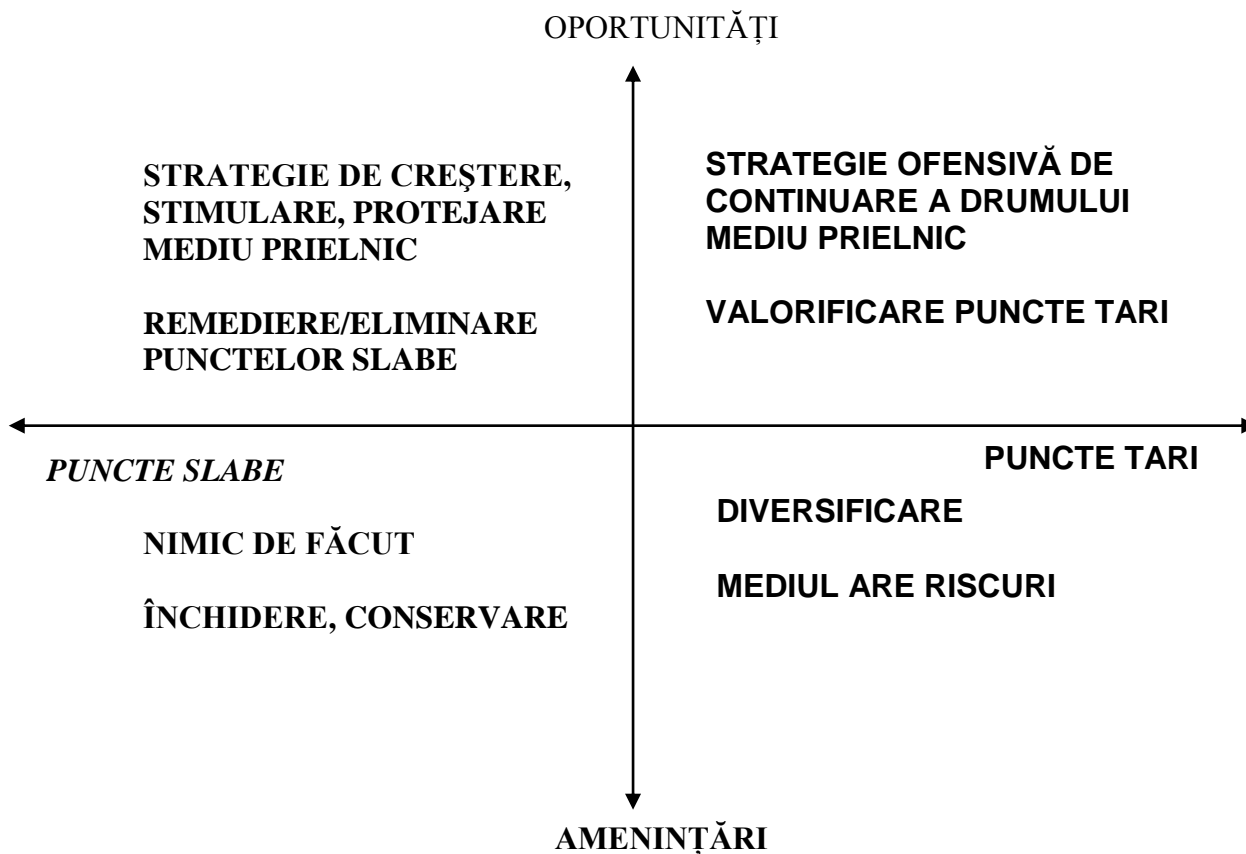 OPORTUNITĂȚI
STRATEGIE DE CREŞTERE,
STIMULARE, PROTEJARE
MEDIU PRIELNIC
REMEDIERE/ELIMINARE
PUNCTELOR SLABE
STRATEGIE OFENSIVĂ DE
CONTINUARE A DRUMULUI
MEDIU PRIELNIC
VALORIFICARE PUNCTE TARI
PUNCTE SLABE
PUNCTE TARI
NIMIC DE FĂCUT
ÎNCHIDERE, CONSERVARE
DIVERSIFICARE
MEDIUL ARE RISCURI
AMENINȚĂRI